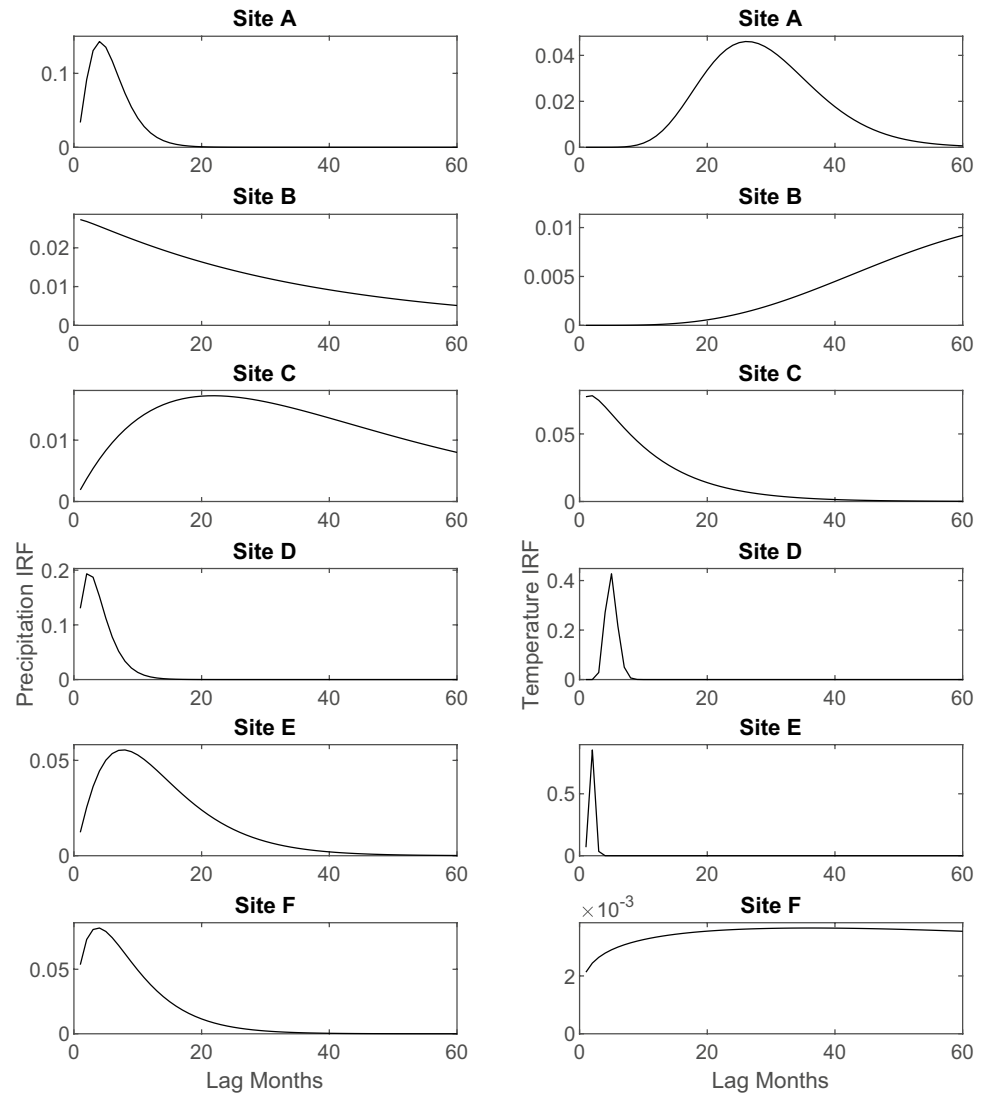 Site A
0.1
0
0 20 40 60
Site A
0.04
0.02
0
0 20 40 60
Site B
0.02
0.01
0
0 20 40 60
Site B
0.01
0.005
0
0 20 40 60
Site C
0.01
0
0 20 40 60
Site C
0.05
0
0 20 40 60
Precipitation IRF
Site D
0.2
0.1
0
0 20 40 60
Temperature IRF
Site D
0.4
0.2
0
0 20 40 60
Site E
0.05
0
0 20 40 60
Site E
0.5
0
0 20 40 60
Site F
0.05
0
0 20 40 60
Lag Months
×10-3
Site F
2
0
0 20 40 60
Lag Months